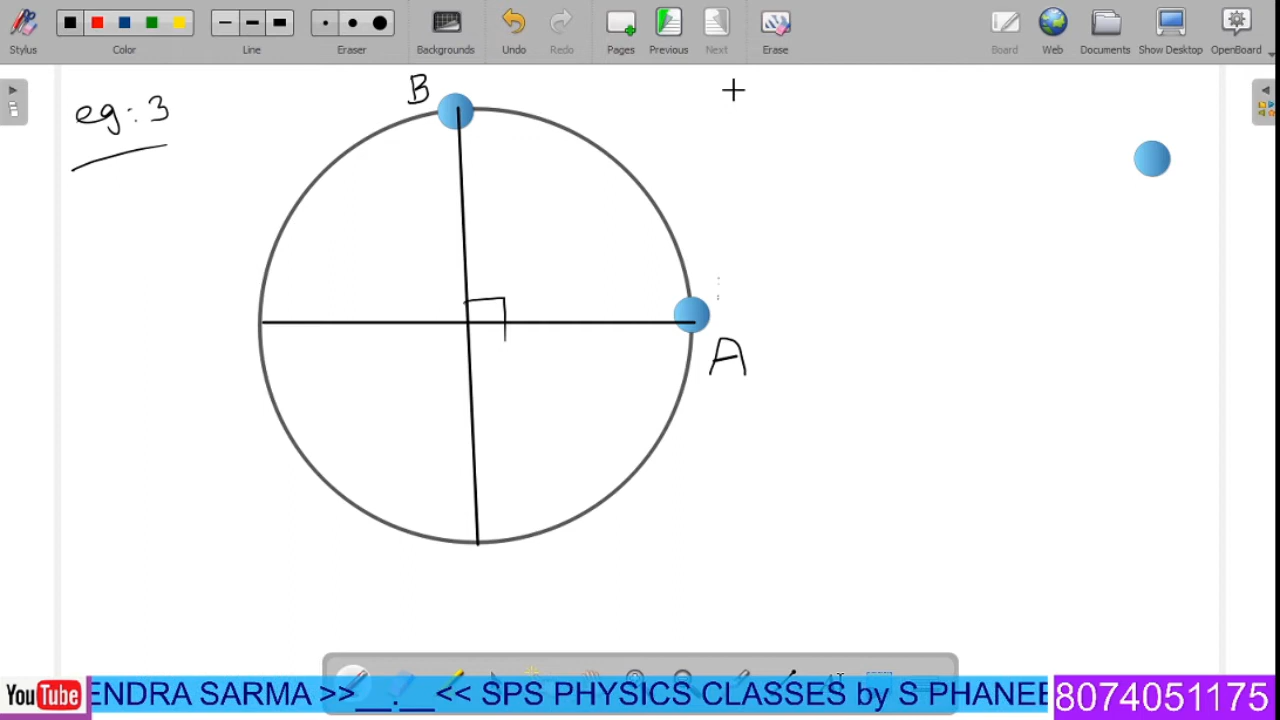 Stylus
Color
Line
Eraser
Backgrounds
Undo
Redo
Pages
Previous
Next
Erase
Board
Web
Documents
Show Desktop
OpenBoard
eg: 3
B
A
YouTube
ENDRA SARMA >>__.__<< SPS PHYSICS CLASSES by S PHANEE
8074051175